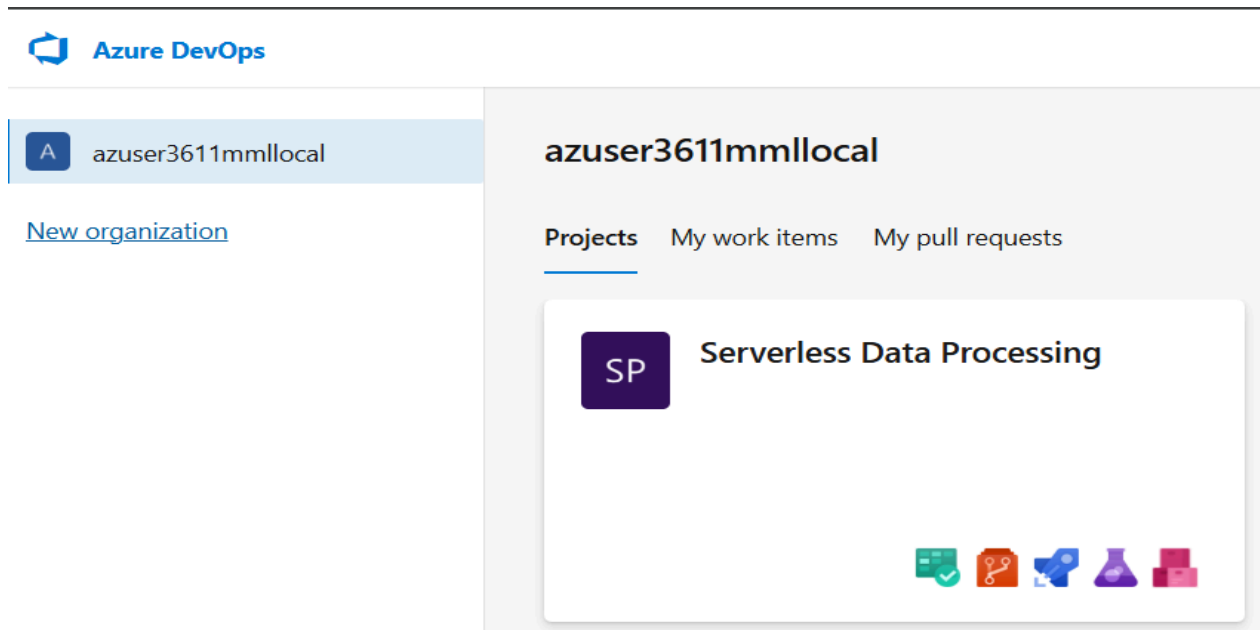 Azure DevOps
A azuser3611mmllocal
New organization
azuser3611mmllocal
Projects My work items My pull requests
SP Serverless Data Processing